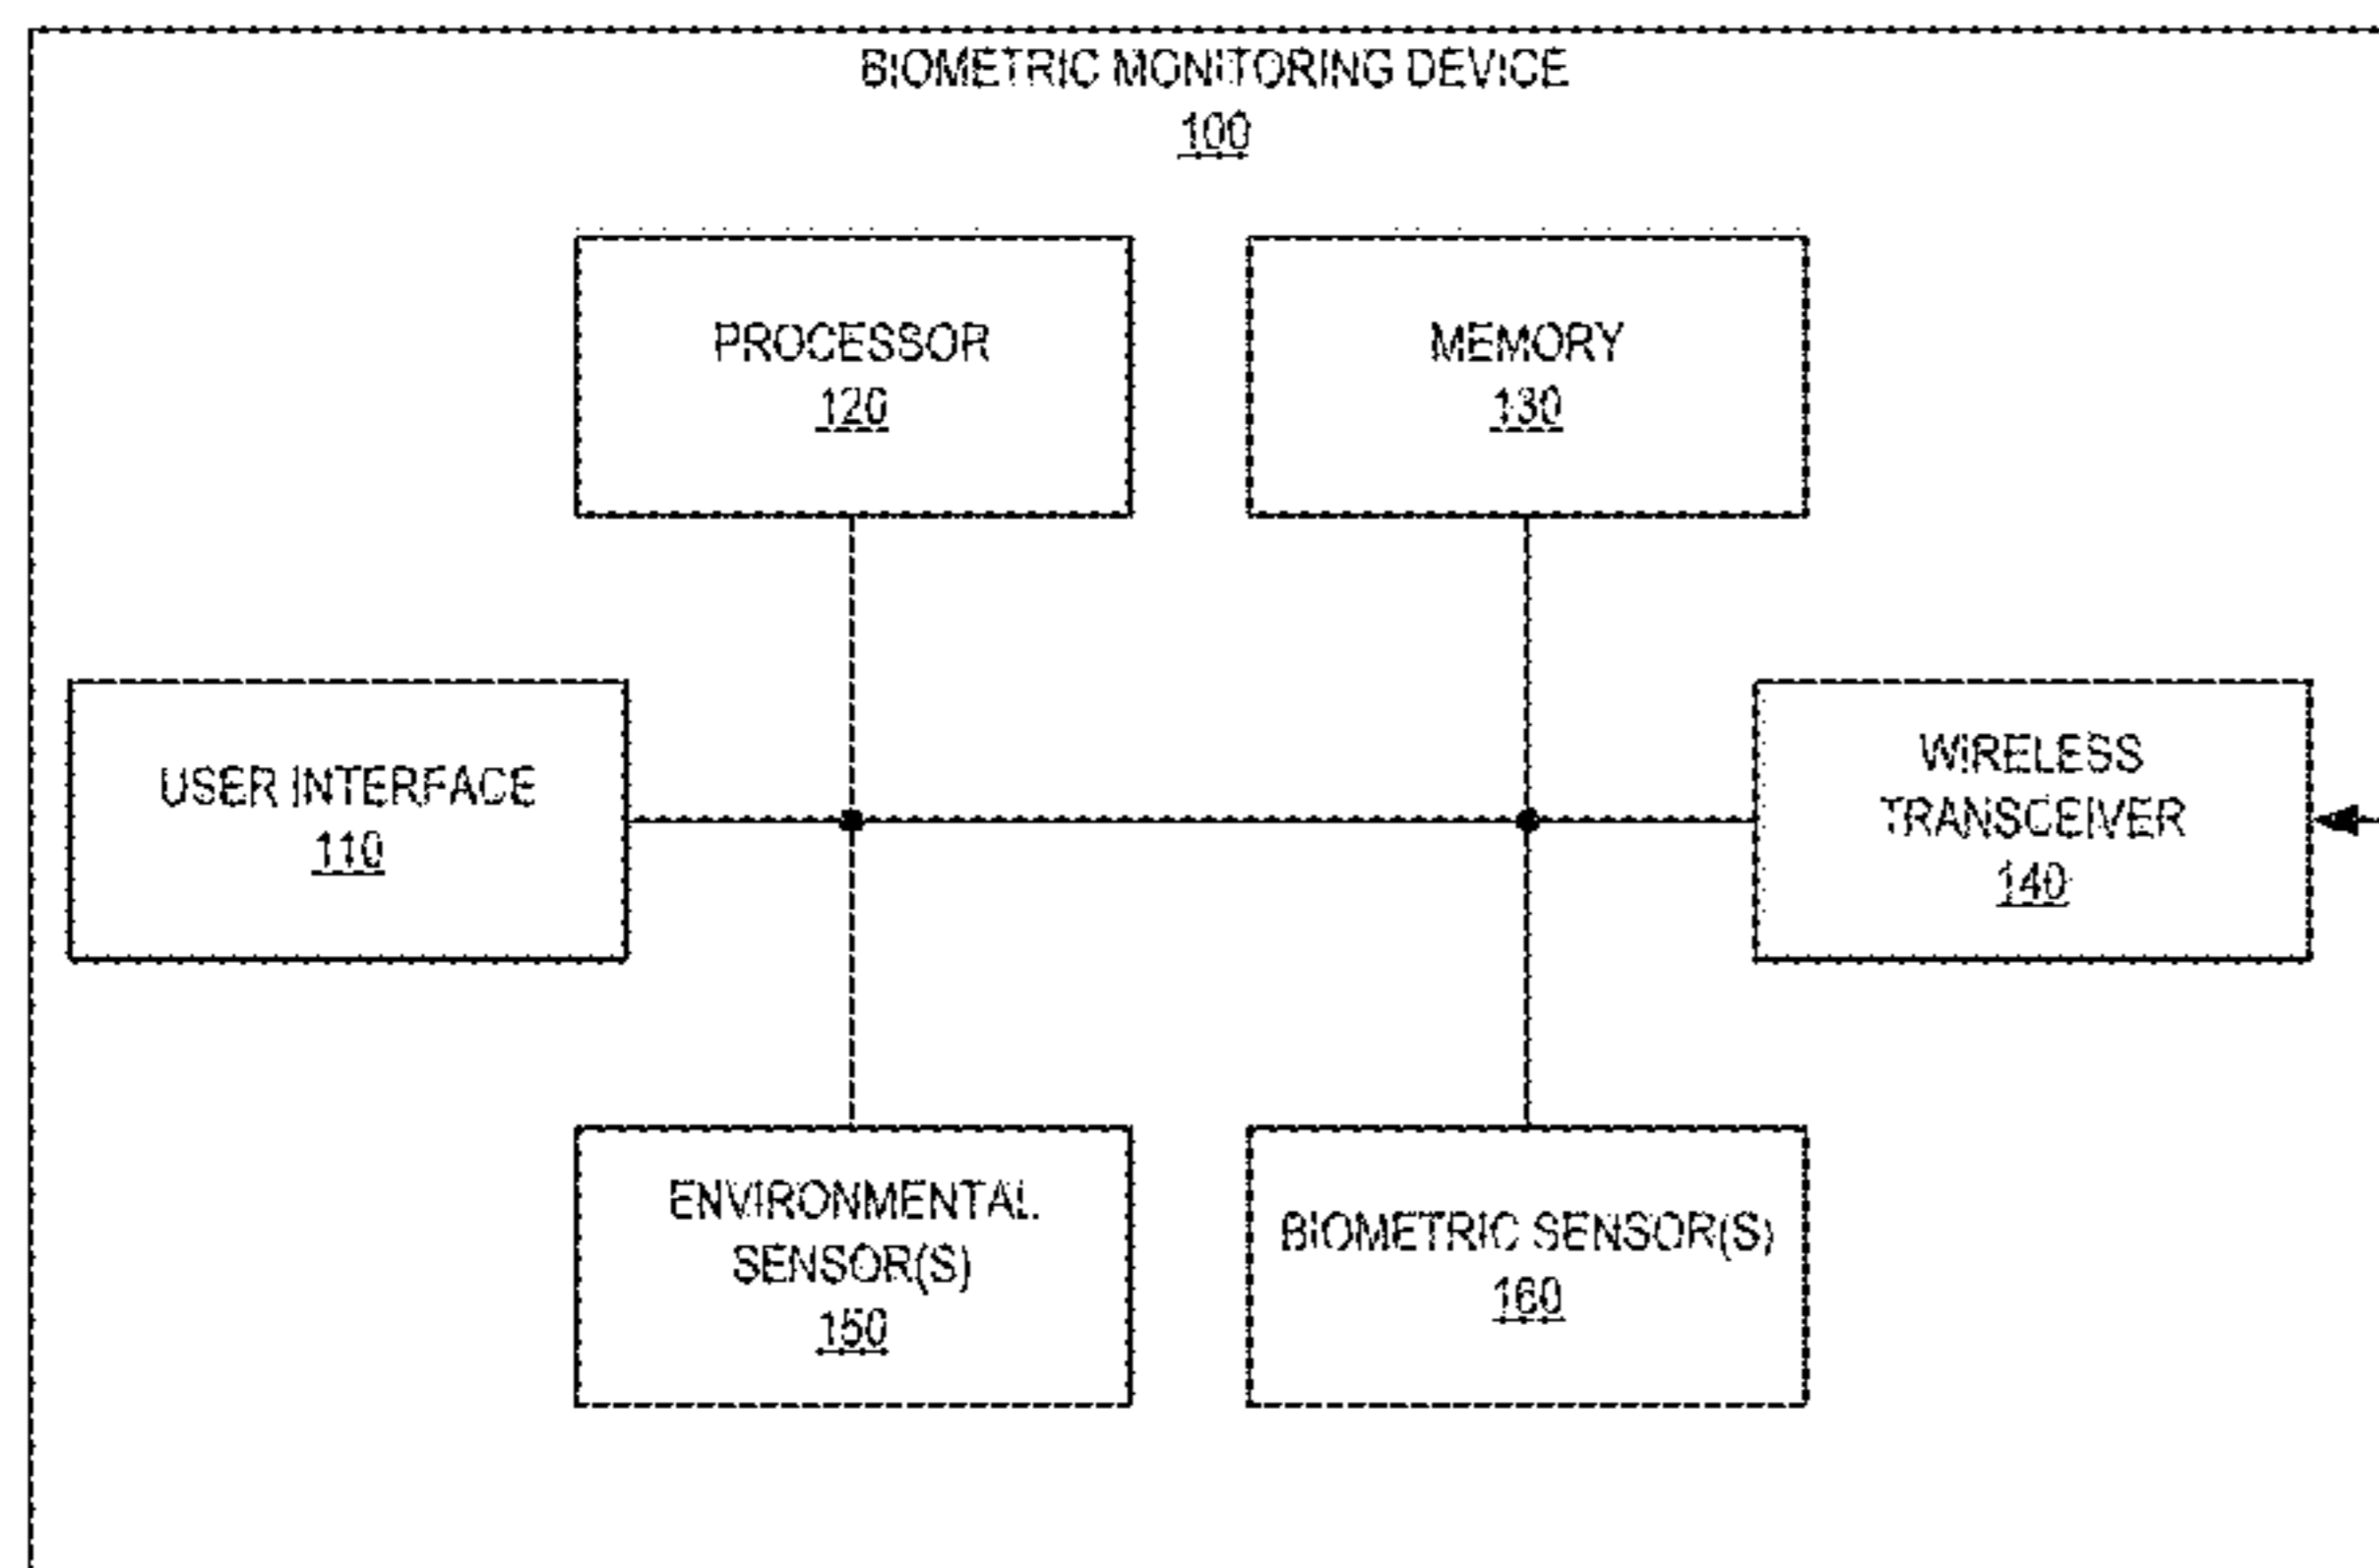 BIOMETRIC MONITORING DEVICE
100
PROCESSOR
120
MEMORY
130
USER INTERFACE
110
WIRELESS
TRANSCEIVER
140
ENVIRONMENTAL
SENSOR(S)
150
BIOMETRIC SENSOR(S)
160